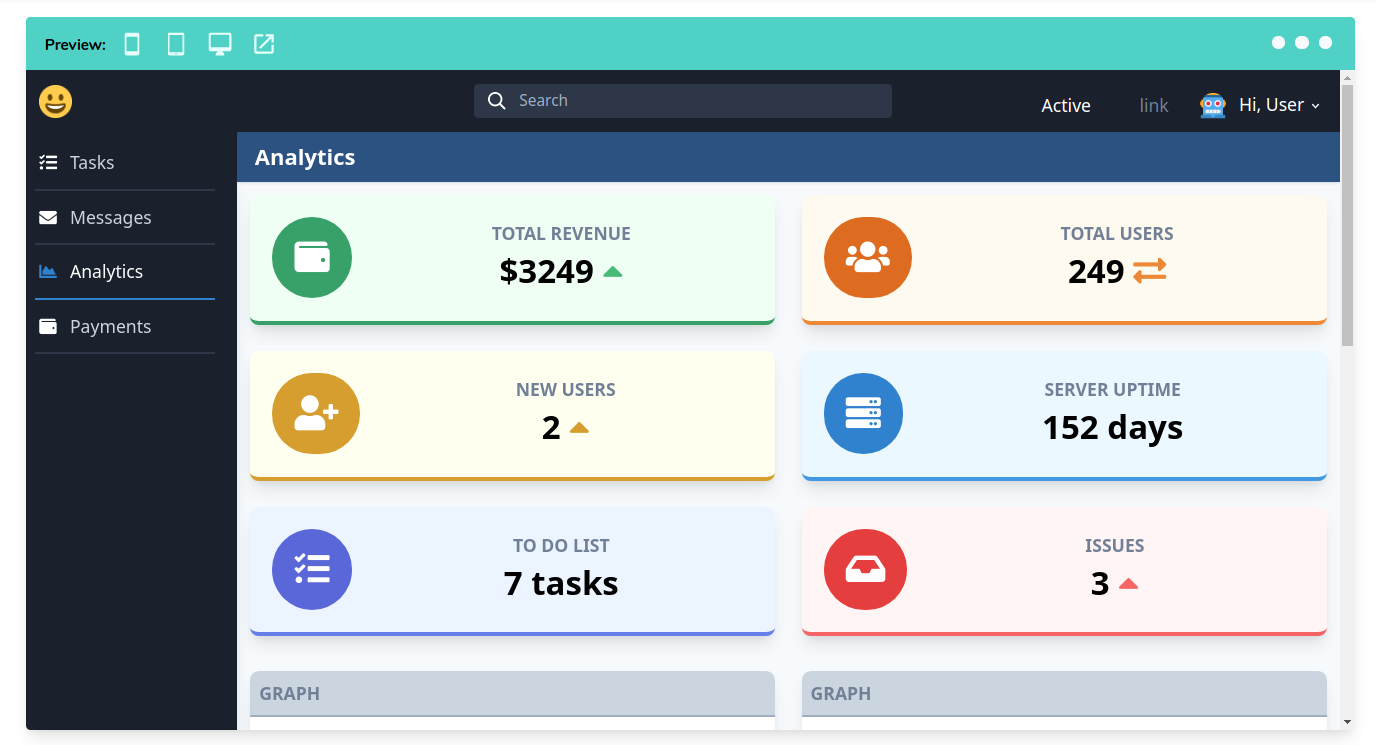 Preview:
Search
Active
link
Hi, User
Tasks
Messages
Analytics
Payments
Analytics
TOTAL REVENUE
$3249
TOTAL USERS
249
NEW USERS
2
SERVER UPTIME
152 days
TO DO LIST
7 tasks
ISSUES
3
GRAPH
GRAPH